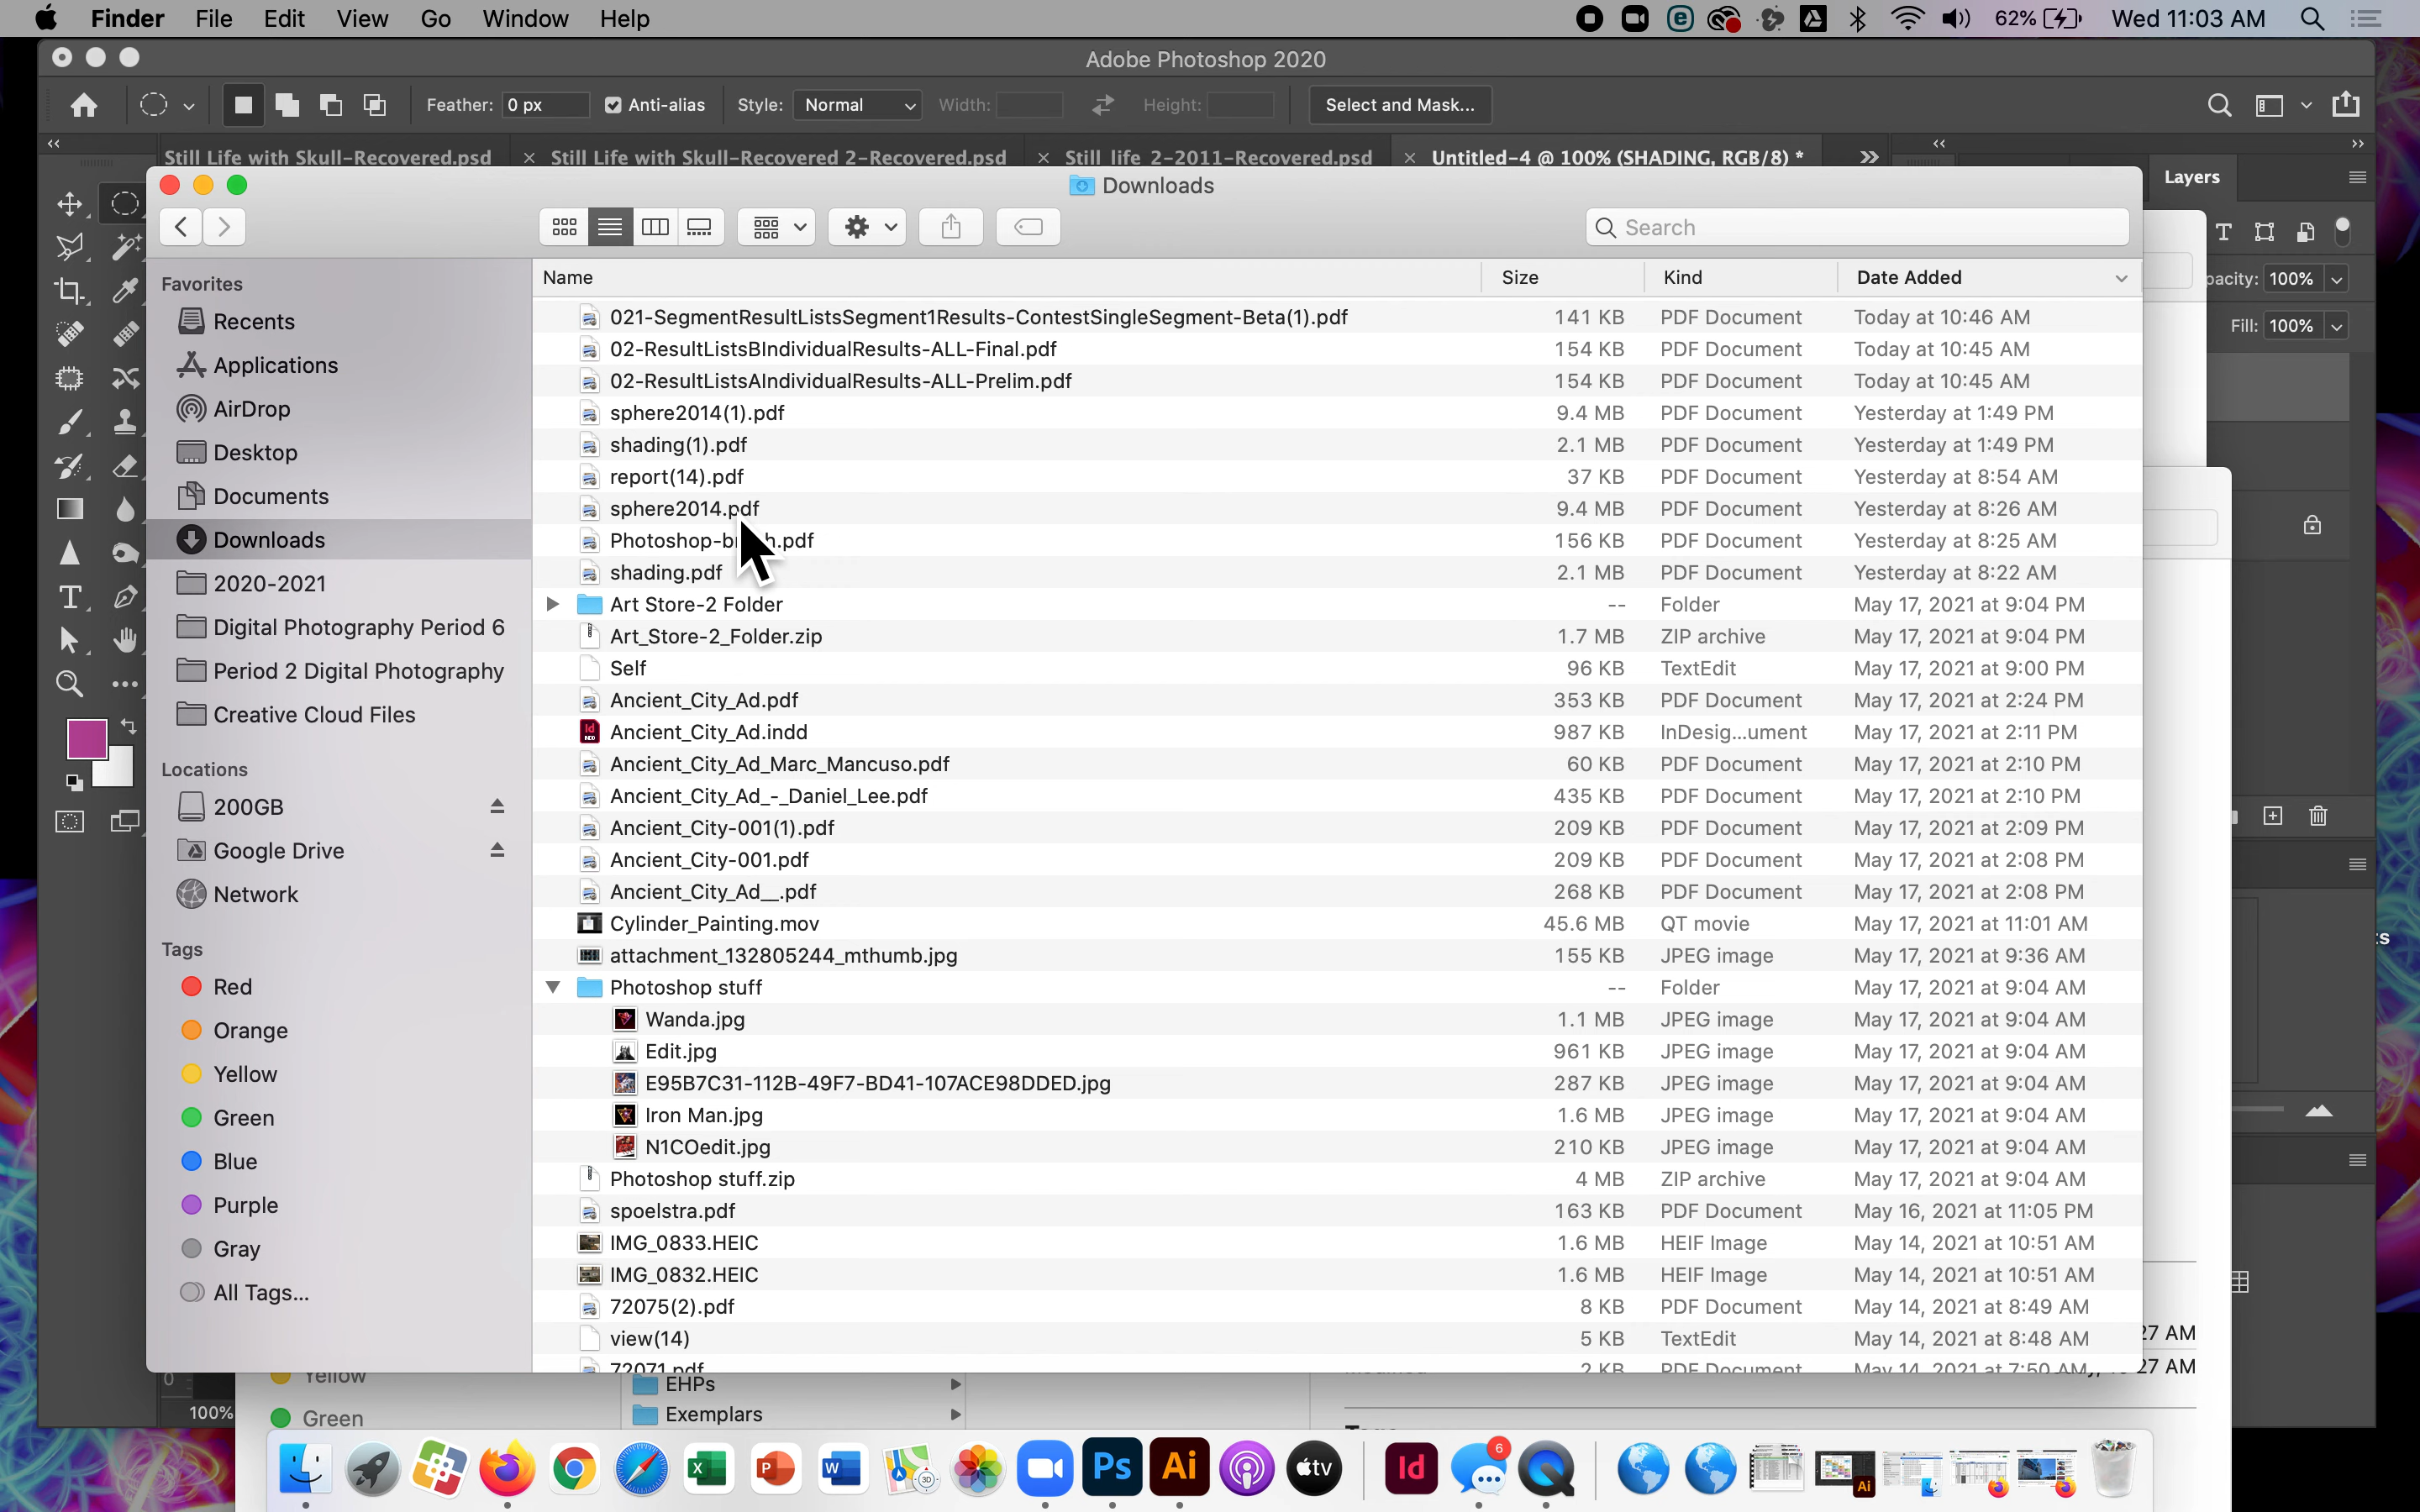 Finder File Edit View Go Window Help 62% Wed 11:03 AM
Adobe Photoshop 2020
Feather: 0 px Anti-alias Style: Normal Width: Height: Select and Mask...
Still Life with Skull-Recovered.psd × Still Life with Skull-Recovered 2-Recovered.psd × Still life 2-2011-Recovered.psd × Untitled-4 @ 100% (SHADING, RGB/8) *
Layers
Downloads
Search
Opacity: 100%
Fill: 100%
Favorites
Recents
Applications
AirDrop
Desktop
Documents
Downloads
2020-2021
Digital Photography Period 6
Period 2 Digital Photography
Creative Cloud Files
Locations
200GB
Google Drive
Network
Tags
Red
Orange
Yellow
Green
Blue
Purple
Gray
All Tags...
Name Size Kind Date Added
021-SegmentResultListsSegment1Results-ContestSingleSegment-Beta(1).pdf 141 KB PDF Document Today at 10:46 AM
02-ResultListsBIndividualResults-ALL-Final.pdf 154 KB PDF Document Today at 10:45 AM
02-ResultListsAIndividualResults-ALL-Prelim.pdf 154 KB PDF Document Today at 10:45 AM
sphere2014(1).pdf 9.4 MB PDF Document Yesterday at 1:49 PM
shading(1).pdf 2.1 MB PDF Document Yesterday at 1:49 PM
report(14).pdf 37 KB PDF Document Yesterday at 8:54 AM
sphere2014.pdf 9.4 MB PDF Document Yesterday at 8:26 AM
Photoshop-b h.pdf 156 KB PDF Document Yesterday at 8:25 AM
shading.pdf 2.1 MB PDF Document Yesterday at 8:22 AM
Art Store-2 Folder -- Folder May 17, 2021 at 9:04 PM
Art_Store-2_Folder.zip 1.7 MB ZIP archive May 17, 2021 at 9:04 PM
Self 96 KB TextEdit May 17, 2021 at 9:00 PM
Ancient_City_Ad.pdf 353 KB PDF Document May 17, 2021 at 2:24 PM
Ancient_City_Ad.indd 987 KB InDesig...ument May 17, 2021 at 2:11 PM
Ancient_City_Ad_Marc_Mancuso.pdf 60 KB PDF Document May 17, 2021 at 2:10 PM
Ancient_City_Ad_-_Daniel_Lee.pdf 435 KB PDF Document May 17, 2021 at 2:10 PM
Ancient_City-001(1).pdf 209 KB PDF Document May 17, 2021 at 2:09 PM
Ancient_City-001.pdf 209 KB PDF Document May 17, 2021 at 2:08 PM
Ancient_City_Ad__.pdf 268 KB PDF Document May 17, 2021 at 2:08 PM
Cylinder_Painting.mov 45.6 MB QT movie May 17, 2021 at 11:01 AM
attachment_132805244_mthumb.jpg 155 KB JPEG image May 17, 2021 at 9:36 AM
Photoshop stuff -- Folder May 17, 2021 at 9:04 AM
Wanda.jpg 1.1 MB JPEG image May 17, 2021 at 9:04 AM
Edit.jpg 961 KB JPEG image May 17, 2021 at 9:04 AM
E95B7C31-112B-49F7-BD41-107ACE98DDED.jpg 287 KB JPEG image May 17, 2021 at 9:04 AM
Iron Man.jpg 1.6 MB JPEG image May 17, 2021 at 9:04 AM
N1COedit.jpg 210 KB JPEG image May 17, 2021 at 9:04 AM
Photoshop stuff.zip 4 MB ZIP archive May 17, 2021 at 9:04 AM
spoelstra.pdf 163 KB PDF Document May 16, 2021 at 11:05 PM
IMG_0833.HEIC 1.6 MB HEIF Image May 14, 2021 at 10:51 AM
IMG_0832.HEIC 1.6 MB HEIF Image May 14, 2021 at 10:51 AM
72075(2).pdf 8 KB PDF Document May 14, 2021 at 8:49 AM
view(14) 5 KB TextEdit May 14, 2021 at 8:48 AM
72071.pdf 2 KB PDF Document May 14, 2021 at 7:50 AM
27 AM
27 AM
Yellow EHPs
100% Green Exemplars
X P W 3D Ps Ai tv Id 6 Ai